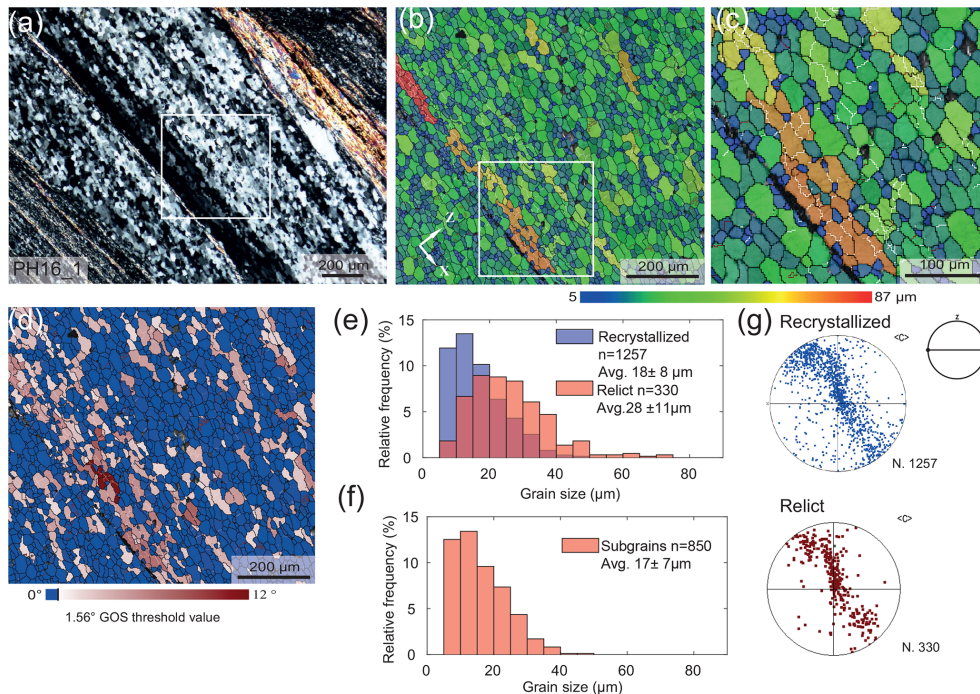 (a)
PH16_1
200 µm
(b)
z
x
200 µm
(c)
100 µm
5
87 µm
(d)
200 µm
0°
12 °
1.56° GOS threshold value
(e)
15
10
5
0
Relative frequency (%)
Recrystallized
n=1257
Avg. 18± 8 µm
Relict n=330
Avg.28 ±11µm
0
20
40
60
80
Grain size (µm)
(f)
15
10
5
0
Relative frequency (%)
Subgrains n=850
Avg. 17± 7µm
0
20
40
60
80
Grain size (µm)
(g)
Recrystallized
<C>
z
N. 1257
Relict
<C>
N. 330